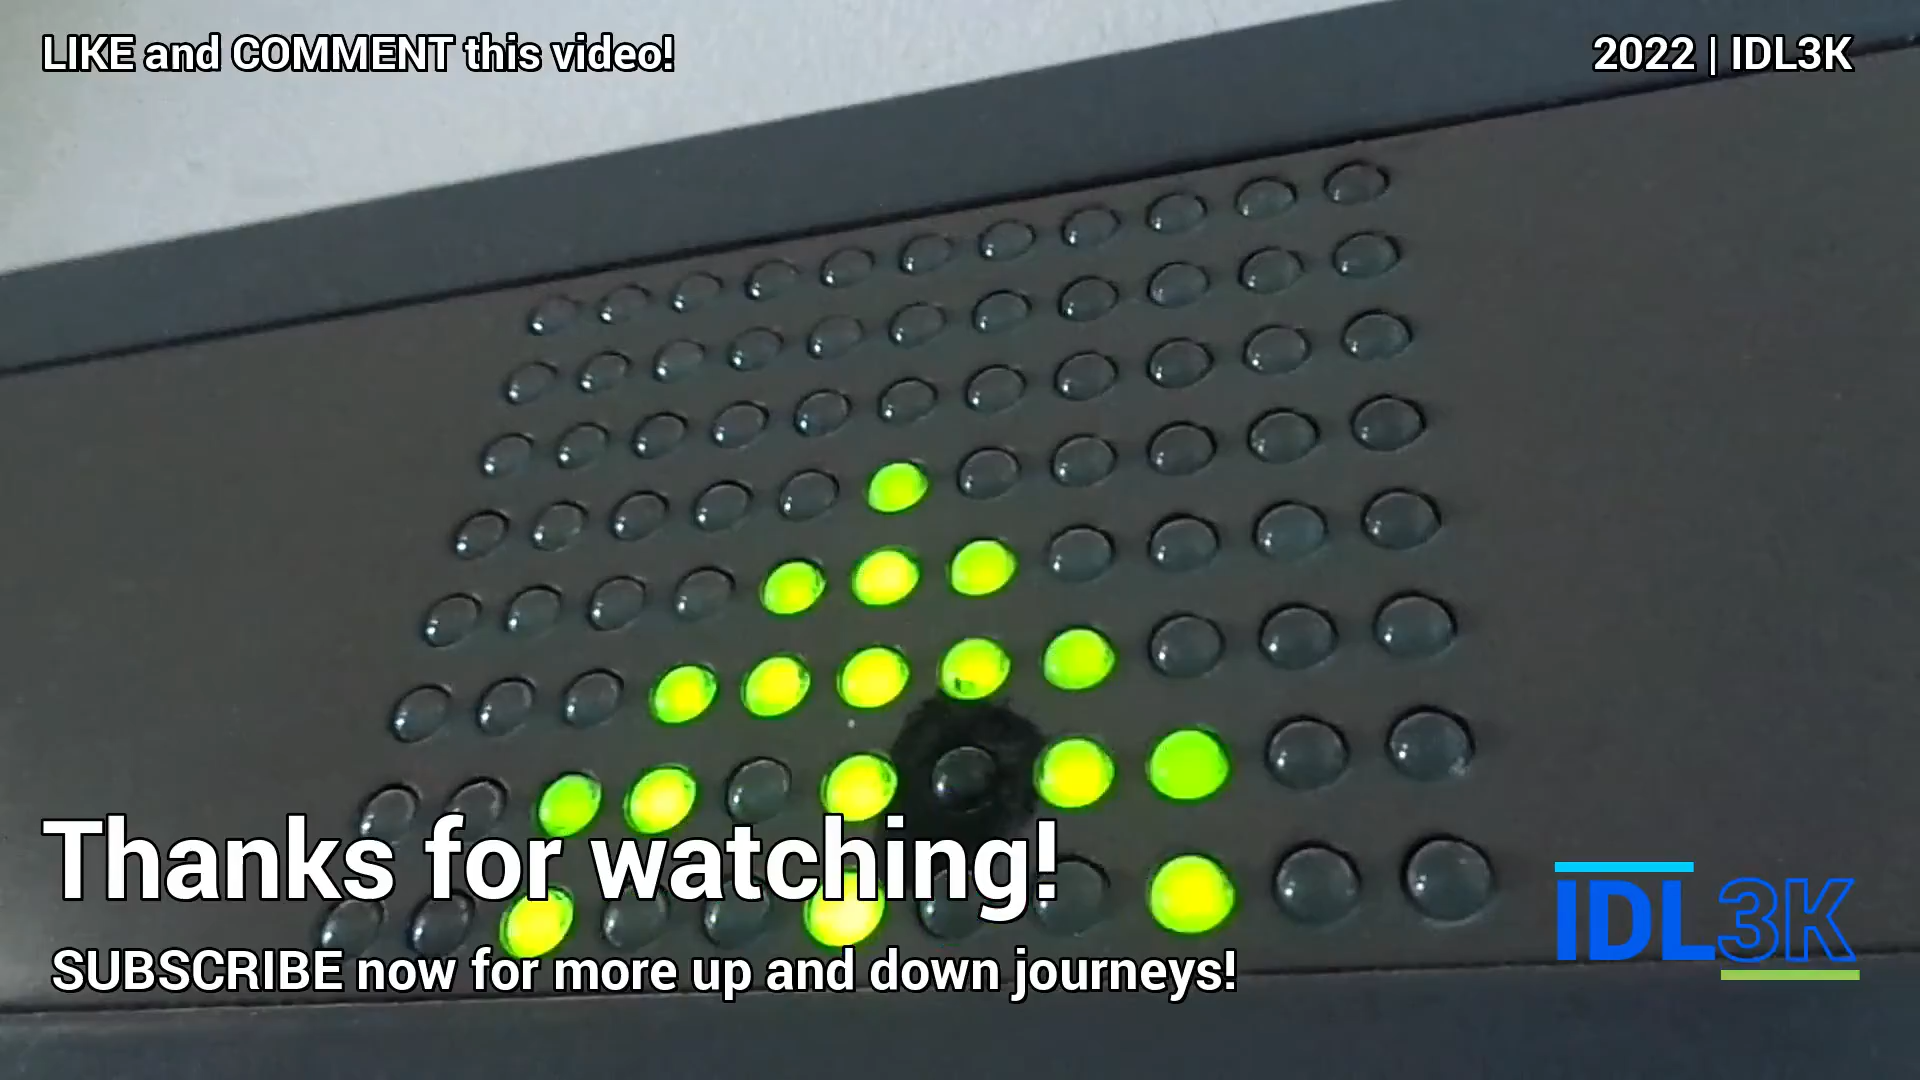 LIKE and COMMENT this video!
2022 | IDL3K
Thanks for watching!
SUBSCRIBE now for more up and down journeys!
IDL3K